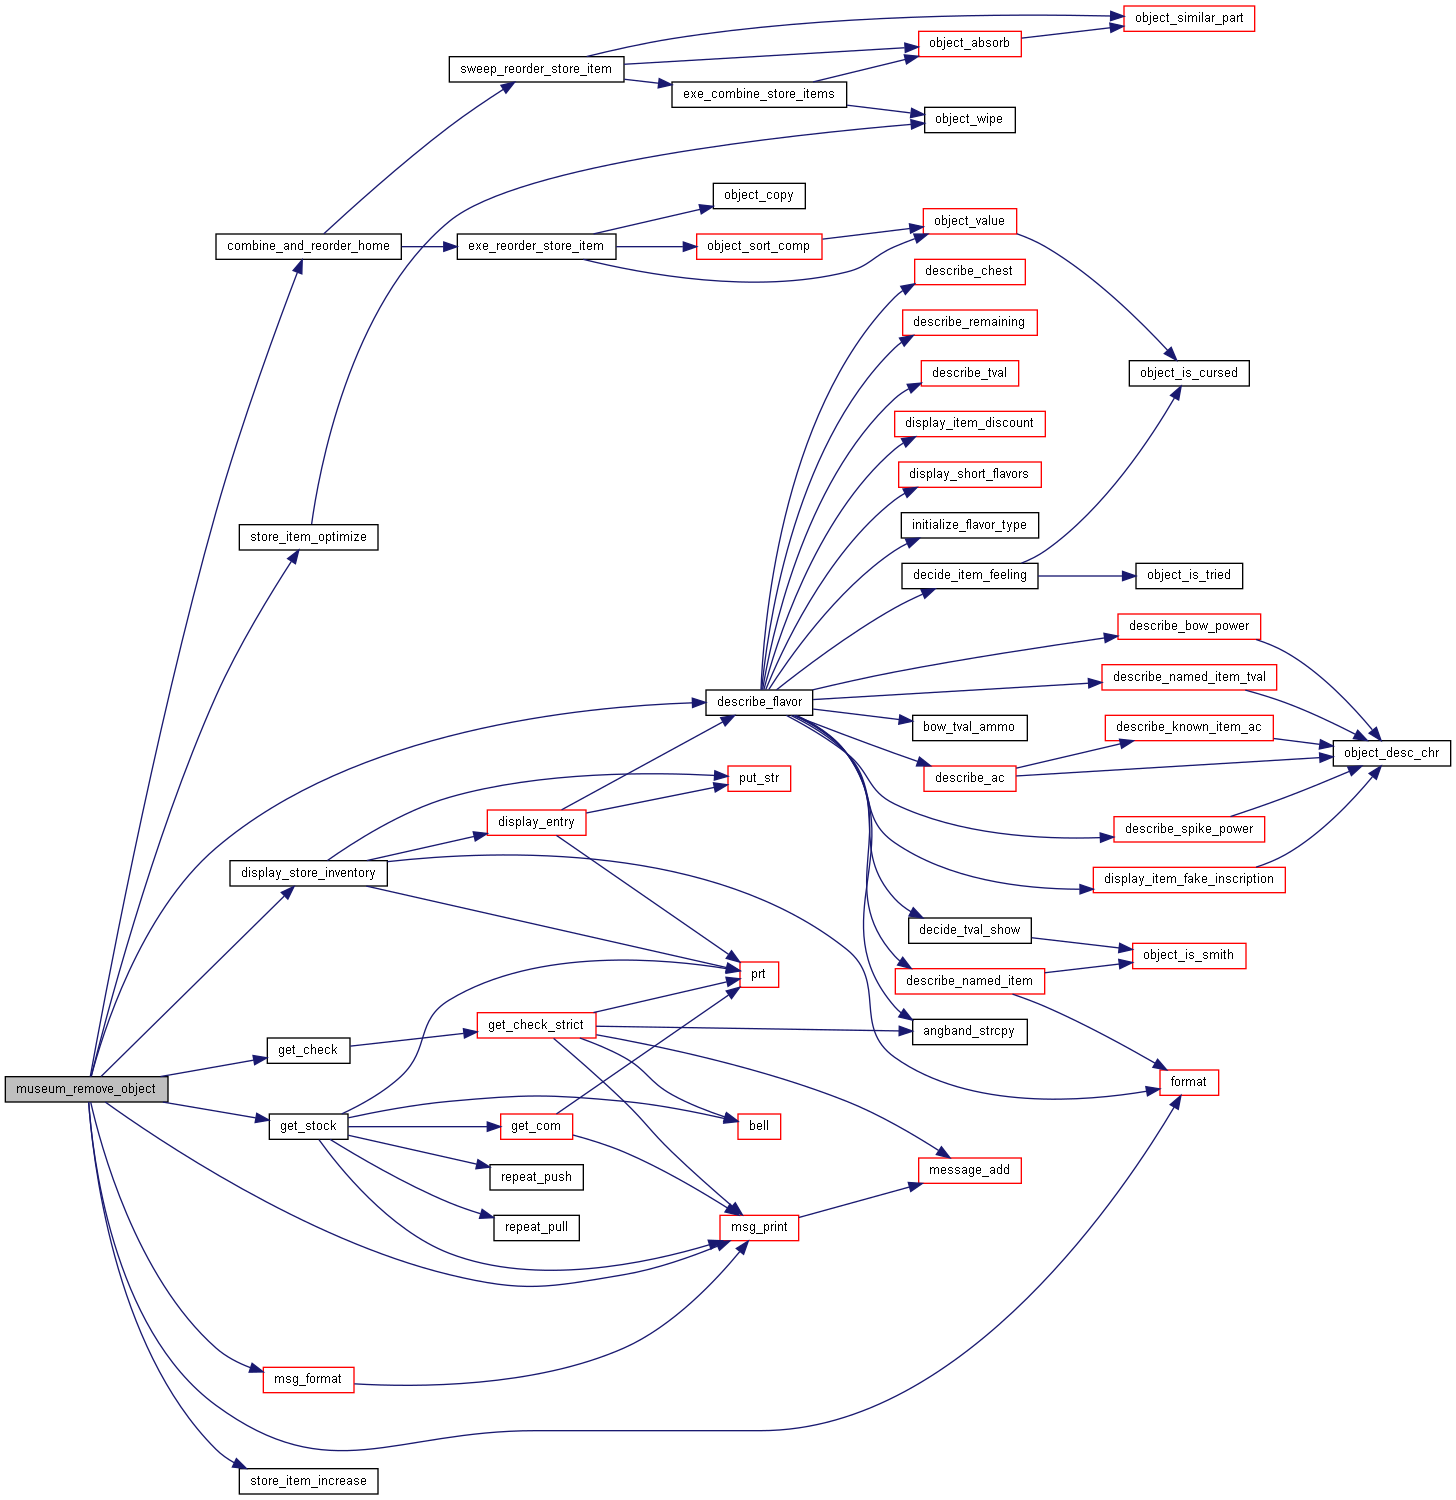 object_similar_part
object_absorb
sweep_reorder_store_item
exe_combine_store_items
object_wipe
object_copy
object_value
combine_and_reorder_home
exe_reorder_store_item
object_sort_comp
describe_chest
describe_remaining
describe_tval
object_is_cursed
display_item_discount
display_short_flavors
initialize_flavor_type
store_item_optimize
decide_item_feeling
object_is_tried
describe_bow_power
describe_named_item_tval
describe_flavor
bow_tval_ammo
describe_known_item_ac
object_desc_chr
put_str
describe_ac
display_entry
describe_spike_power
display_store_inventory
display_item_fake_inscription
decide_tval_show
object_is_smith
prt
describe_named_item
get_check_strict
angband_strcpy
get_check
format
museum_remove_object
get_stock
get_com
bell
message_add
repeat_push
repeat_pull
msg_print
msg_format
store_item_increase